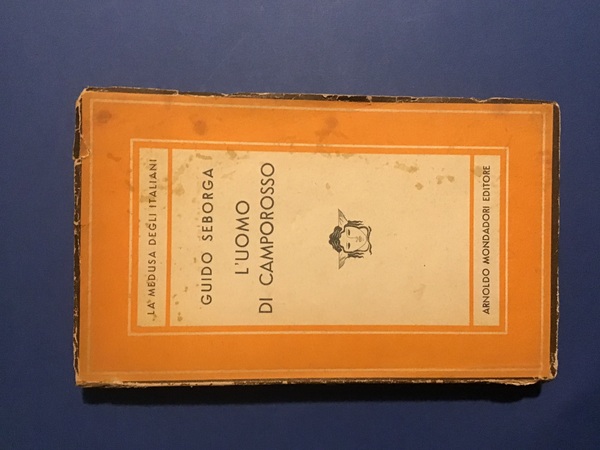 LA MEDUSA DEGLI ITALIANI
GUIDO SEBORGA
L'UOMO
DI CAMPOROSSO
ARNOLDO MONDADORI EDITORE